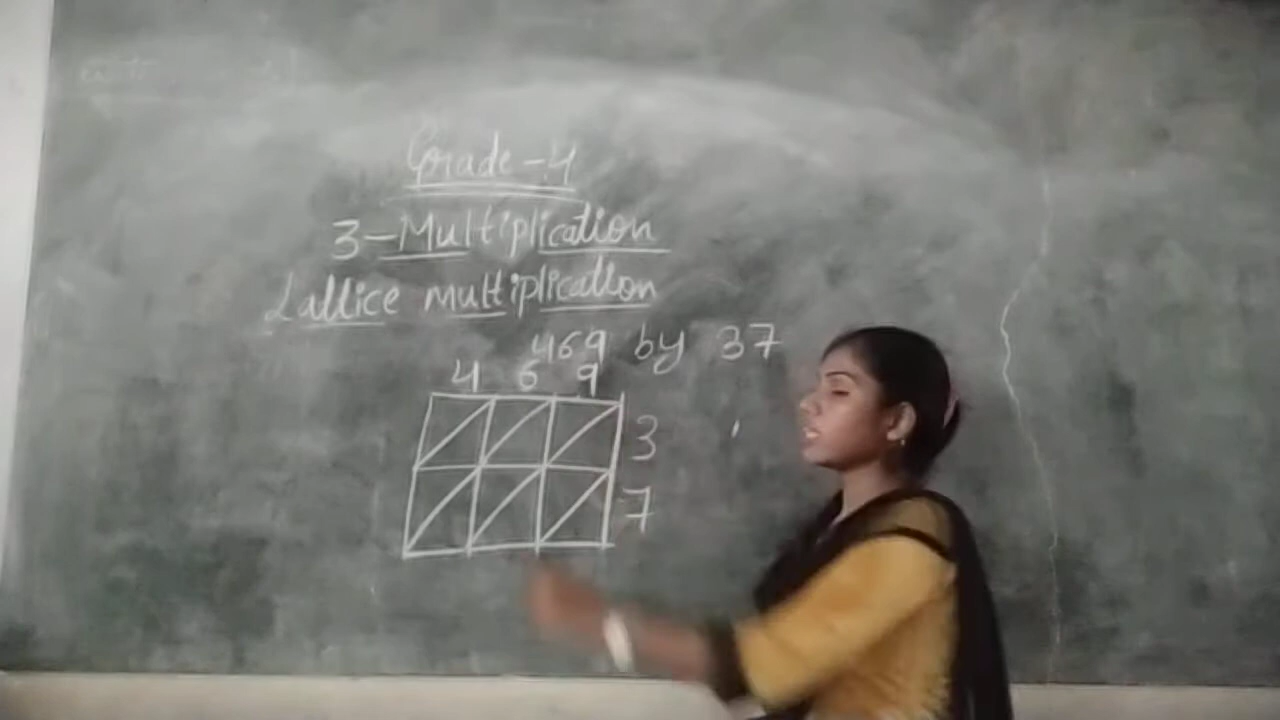 Grade-4
3-Multiplication
Lattice multiplication
469 by 37
4 6 9
3
7